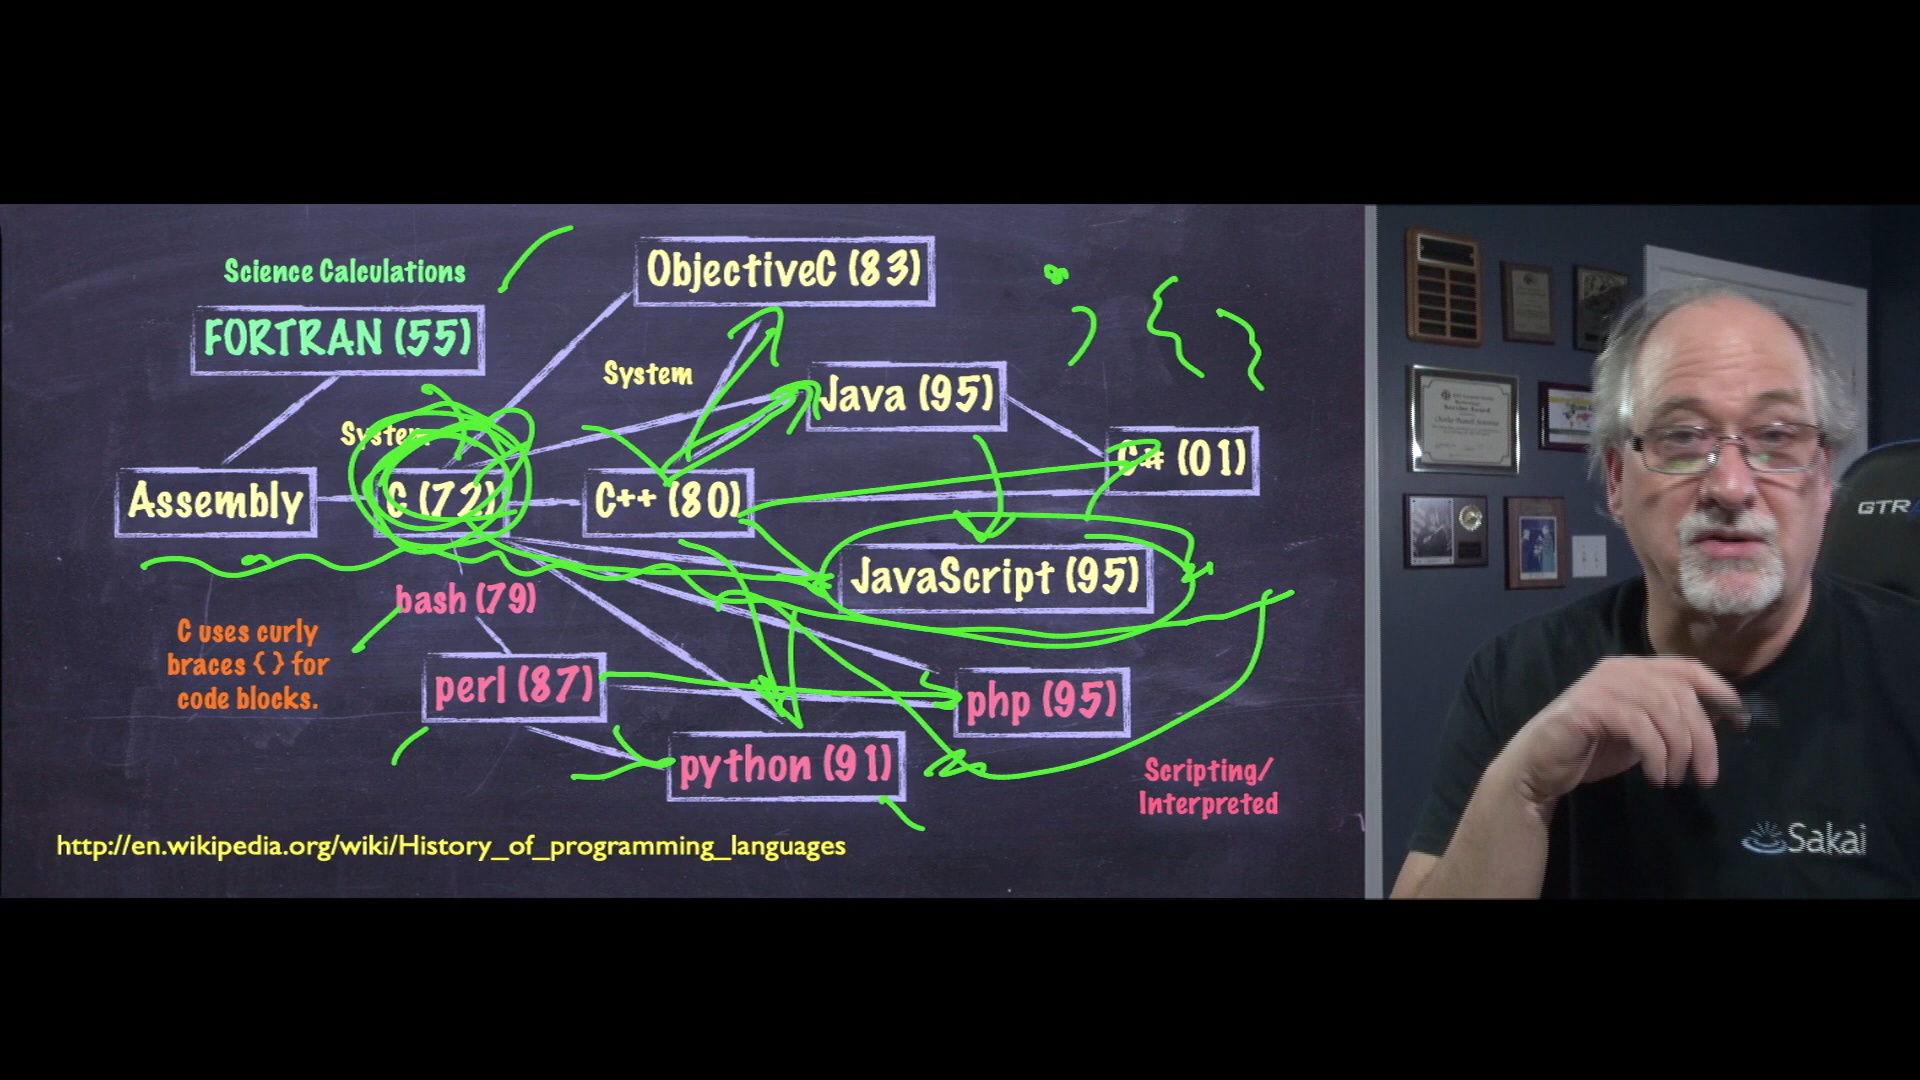 Science Calculations
ObjectiveC (83)
FORTRAN (55)
System
Java (95)
System
C# (01)
Assembly
C (72)
C++ (80)
JavaScript (95)
bash (79)
C uses curly
braces { } for
code blocks.
perl (87)
php (95)
python (91)
Scripting/
Interpreted
http://en.wikipedia.org/wiki/History_of_programming_languages
; { }
GTR
Sakai